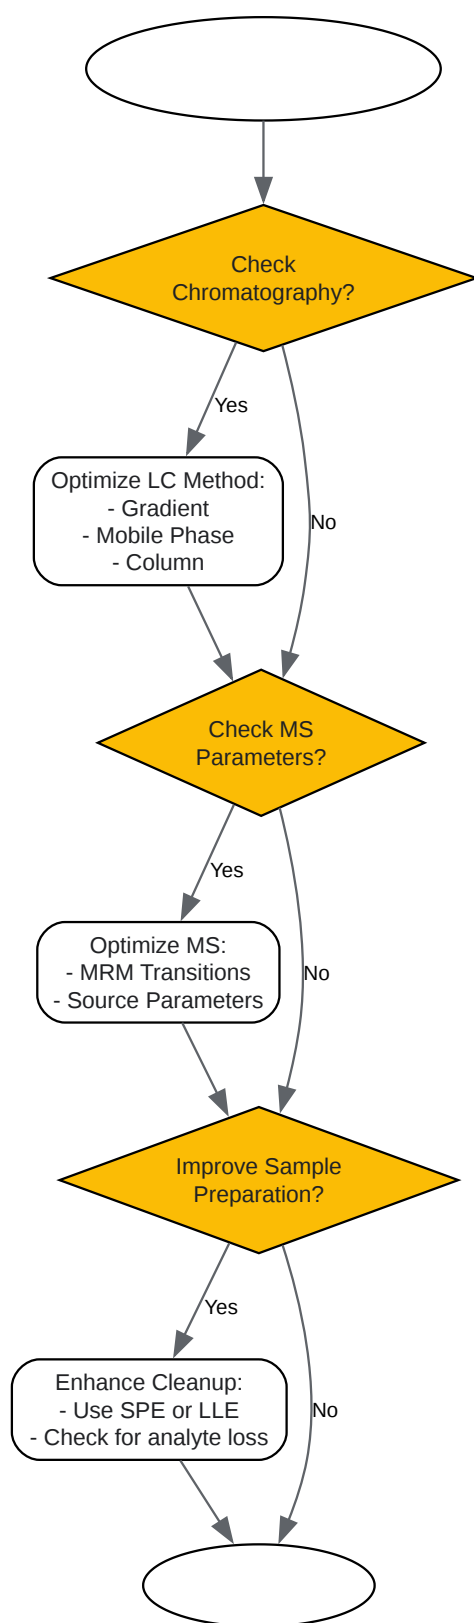 Check
Chromatography?
Yes
Optimize LC Method:
- Gradient
- Mobile Phase
- Column
No
Check MS
Parameters?
Yes
Optimize MS:
- MRM Transitions
- Source Parameters
No
Improve Sample
Preparation?
Yes
Enhance Cleanup:
- Use SPE or LLE
- Check for analyte loss
No